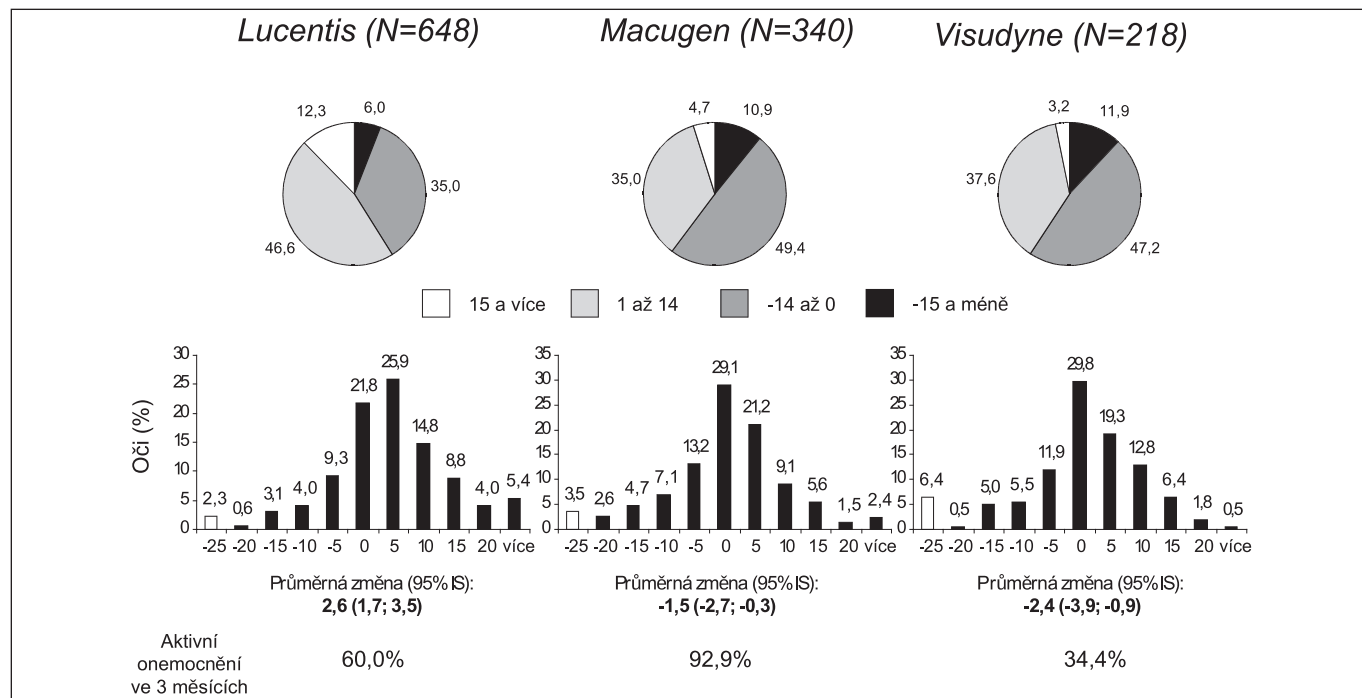 Lucentis (N=648) Macugen (N=340) Visudyne (N=218)
12,3 6,0 4,7 10,9 3,2 11,9
35,0 35,0 37,6
46,6 49,4 47,2
15 a více 1 až 14 -14 až 0 -15 a méně
Oči (%)
30
25
20
15
10
5
0
2,3 0,6 3,1 4,0 9,3 21,8 25,9 14,8 8,8 4,0 5,4
-25 -20 -15 -10 -5 0 5 10 15 20 více
35
30
25
20
15
10
5
0
3,5 2,6 4,7 7,1 13,2 29,1 21,2 9,1 5,6 1,5 2,4
-25 -20 -15 -10 -5 0 5 10 15 20 více
35
30
25
20
15
10
5
0
6,4 0,5 5,0 5,5 11,9 29,8 19,3 12,8 6,4 1,8 0,5
-25 -20 -15 -10 -5 0 5 10 15 20 více
Průměrná změna (95% IS): Průměrná změna (95% IS): Průměrná změna (95% IS):
2,6 (1,7; 3,5) -1,5 (-2,7; -0,3) -2,4 (-3,9; -0,9)
Aktivní
onemocnění
ve 3 měsících
60,0% 92,9% 34,4%